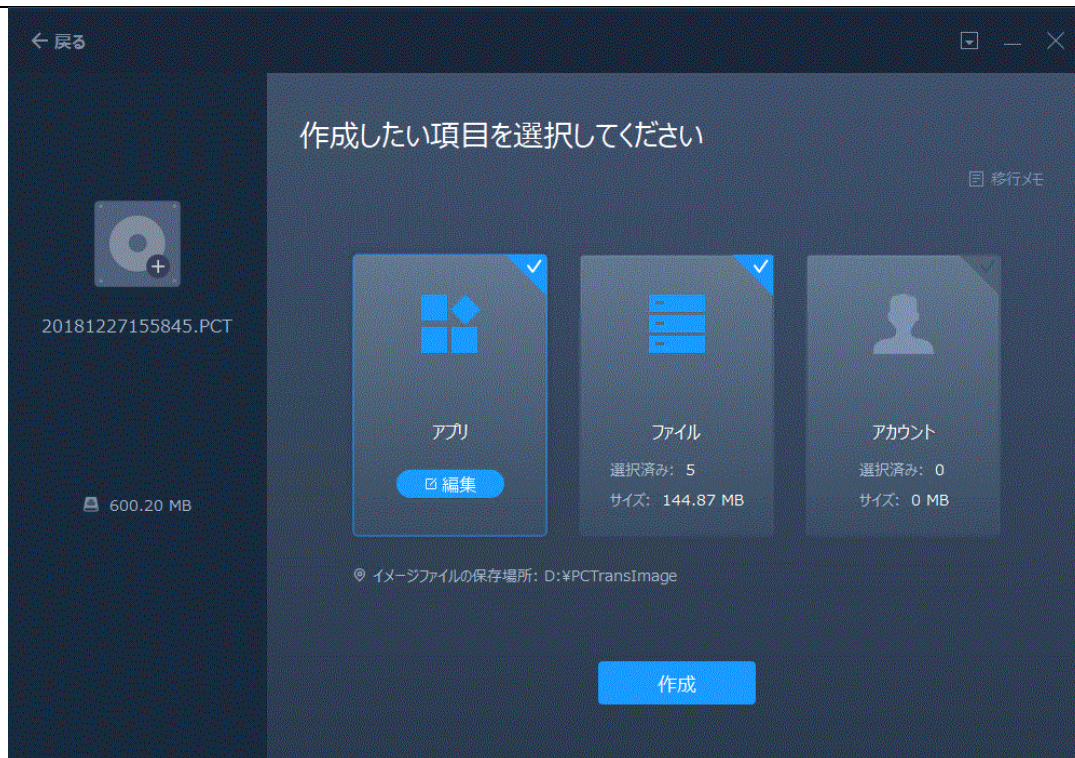 戻る
作成したい項目を選択してください
移行メモ
20181227155845.PCT
600.20 MB
アプリ
編集
ファイル
選択済み: 5
サイズ: 144.87 MB
アカウント
選択済み: 0
サイズ: 0 MB
イメージファイルの保存場所: D:¥PCTransImage
作成